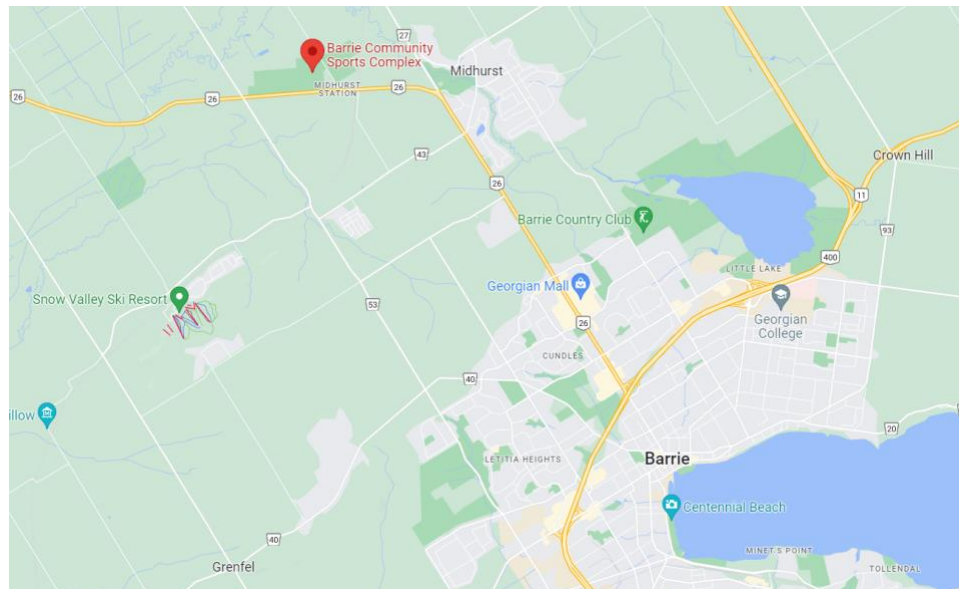 27
Barrie Community
Sports Complex
Midhurst
26
MIDHURST
STATION
26
26
43
Crown Hill
26
11
Barrie Country Club
93
400
LITTLE LAKE
Georgian Mall
Snow Valley Ski Resort
53
Georgian
College
26
CUNDLES
40
illow
20
LETITIA HEIGHTS
Barrie
Centennial Beach
40
MINET'S POINT
Grenfel
TOLLENDAL